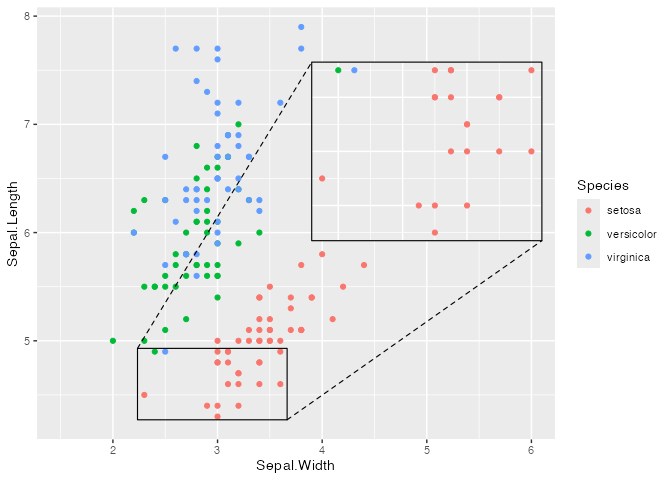 8
7
6
5
Sepal.Length
2 3 4 5 6
Sepal.Width
Species
setosa
versicolor
virginica